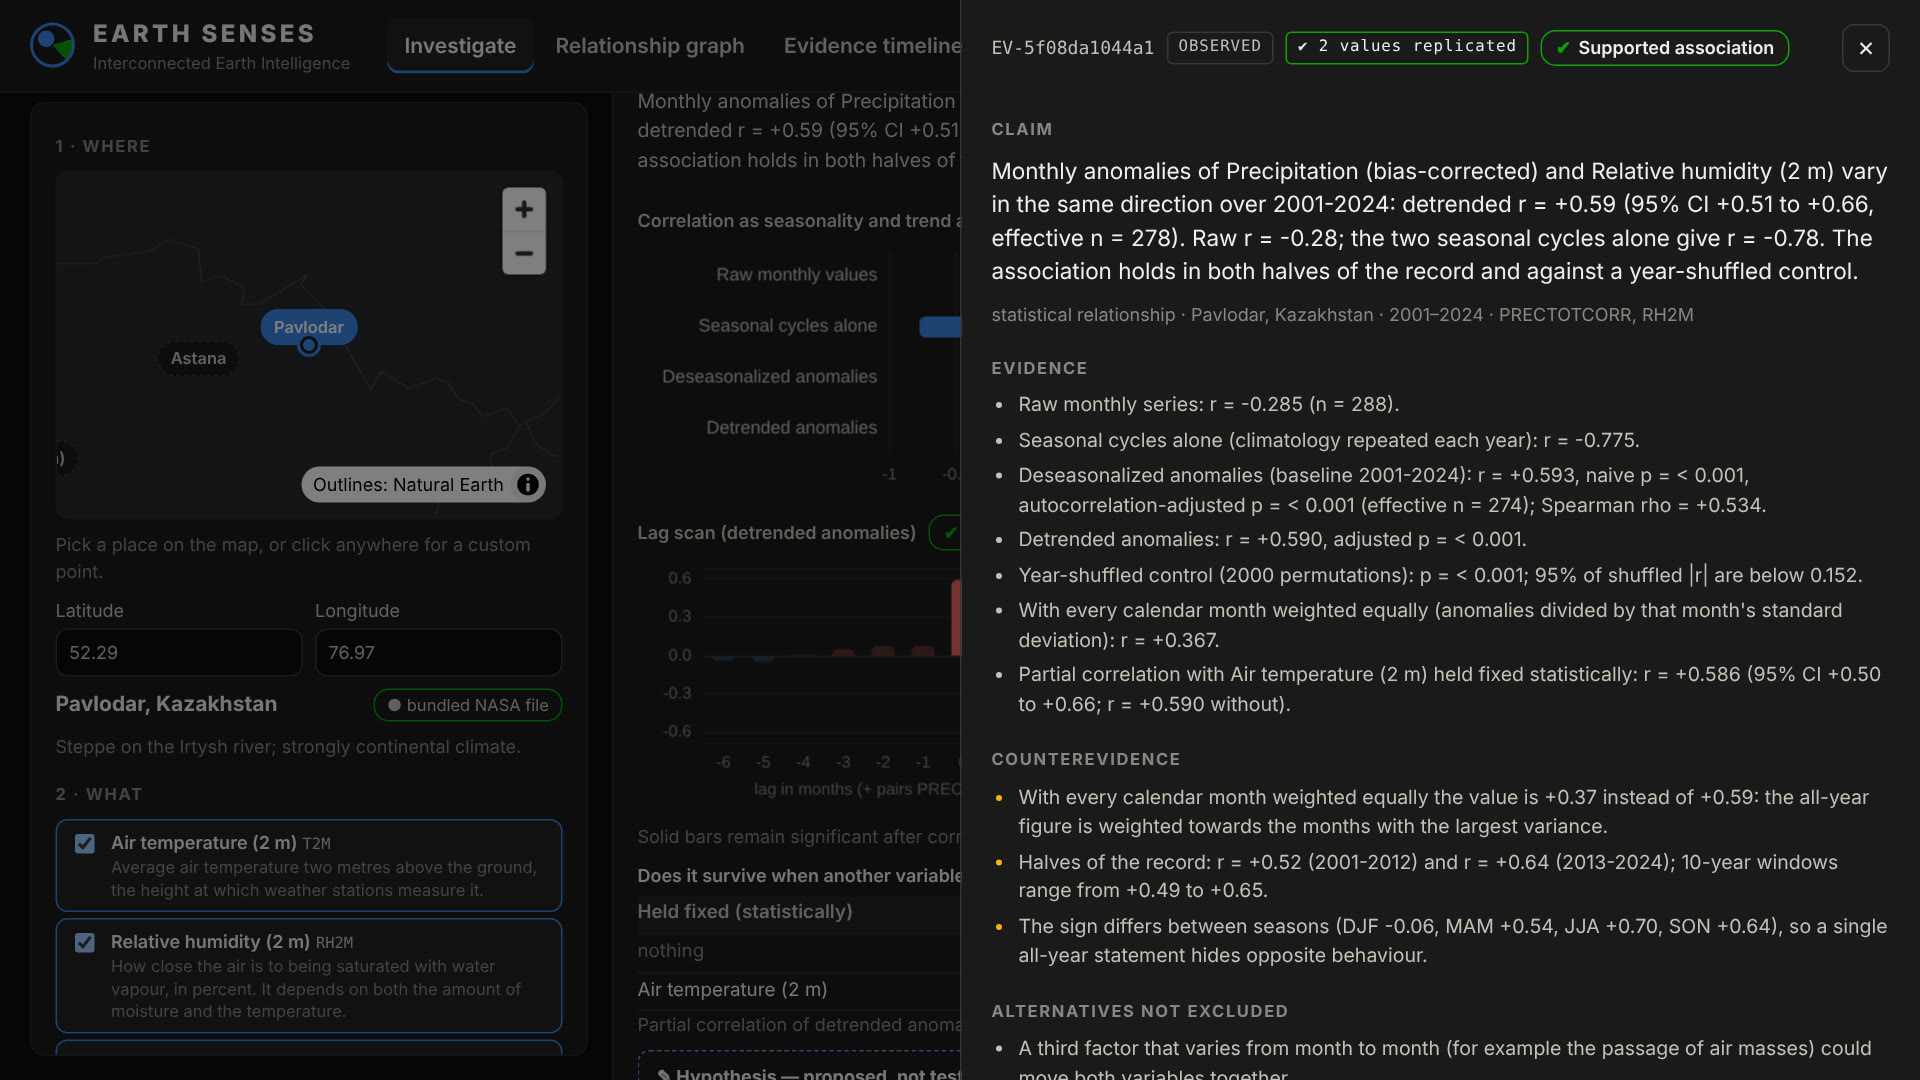 EARTH SENSES
Interconnected Earth Intelligence
Investigate
Relationship graph
Evidence timeline
1 · WHERE
Pavlodar
Astana
Outlines: Natural Earth
Pick a place on the map, or click anywhere for a custom
point.
Latitude
Longitude
52.29
76.97
Pavlodar, Kazakhstan
bundled NASA file
Steppe on the Irtysh river; strongly continental climate.
2 · WHAT
Air temperature (2 m) T2M
Average air temperature two metres above the ground,
the height at which weather stations measure it.
Relative humidity (2 m) RH2M
How close the air is to being saturated with water
vapour, in percent. It depends on both the amount of
moisture and the temperature.
Monthly anomalies of Precipitation
detrended r = +0.59 (95% CI +0.51
association holds in both halves of
Correlation as seasonality and trend a
Raw monthly values
Seasonal cycles alone
Deseasonalized anomalies
Detrended anomalies
-1
-0.
Lag scan (detrended anomalies)
0.6
0.3
0.0
-0.3
-0.6
-6 -5 -4 -3 -2 -1
lag in months (+ pairs PREC
Solid bars remain significant after corr
Does it survive when another variable
Held fixed (statistically)
nothing
Air temperature (2 m)
Partial correlation of detrended anoma
✎ Hypothesis — proposed, not test
EV-5f08da1044a1
OBSERVED
✔ 2 values replicated
✔ Supported association
×
CLAIM
Monthly anomalies of Precipitation (bias-corrected) and Relative humidity (2 m) vary
in the same direction over 2001-2024: detrended r = +0.59 (95% CI +0.51 to +0.66,
effective n = 278). Raw r = -0.28; the two seasonal cycles alone give r = -0.78. The
association holds in both halves of the record and against a year-shuffled control.
statistical relationship · Pavlodar, Kazakhstan · 2001–2024 · PRECTOTCORR, RH2M
EVIDENCE
• Raw monthly series: r = -0.285 (n = 288).
• Seasonal cycles alone (climatology repeated each year): r = -0.775.
• Deseasonalized anomalies (baseline 2001-2024): r = +0.593, naive p = < 0.001,
autocorrelation-adjusted p = < 0.001 (effective n = 274); Spearman rho = +0.534.
• Detrended anomalies: r = +0.590, adjusted p = < 0.001.
• Year-shuffled control (2000 permutations): p = < 0.001; 95% of shuffled |r| are below 0.152.
• With every calendar month weighted equally (anomalies divided by that month's standard
deviation): r = +0.367.
• Partial correlation with Air temperature (2 m) held fixed statistically: r = +0.586 (95% CI +0.50
to +0.66; r = +0.590 without).
COUNTEREVIDENCE
• With every calendar month weighted equally the value is +0.37 instead of +0.59: the all-year
figure is weighted towards the months with the largest variance.
• Halves of the record: r = +0.52 (2001-2012) and r = +0.64 (2013-2024); 10-year windows
range from +0.49 to +0.65.
• The sign differs between seasons (DJF -0.06, MAM +0.54, JJA +0.70, SON +0.64), so a single
all-year statement hides opposite behaviour.
ALTERNATIVES NOT EXCLUDED
• A third factor that varies from month to month (for example the passage of air masses) could
move both variables together.